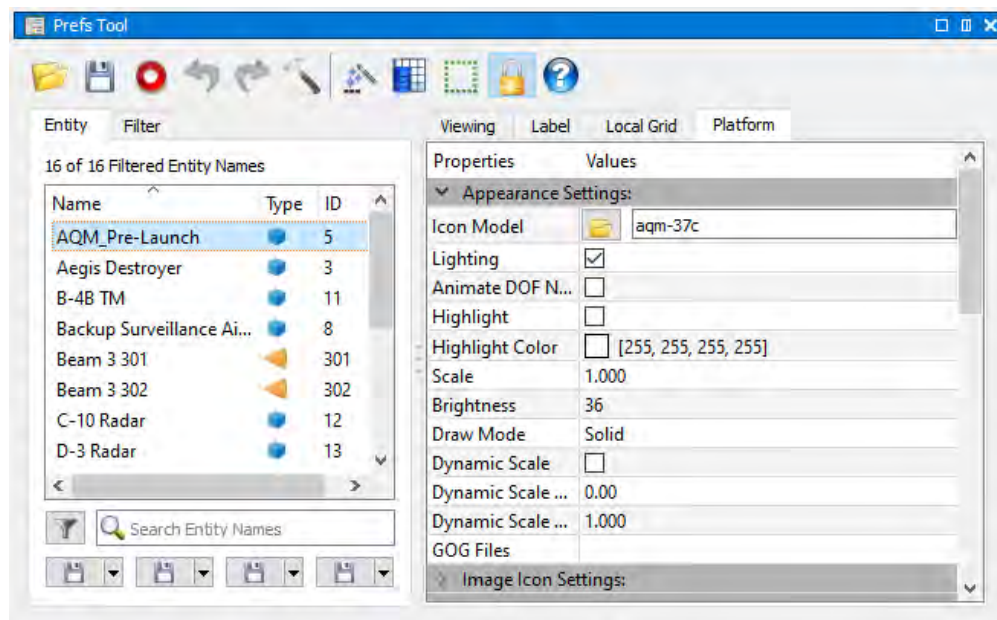 Prefs Tool
Entity Filter
16 of 16 Filtered Entity Names
Name Type ID
AQM_Pre-Launch 5
Aegis Destroyer 3
B-4B TM 11
Backup Surveillance Ai... 8
Beam 3 301 301
Beam 3 302 302
C-10 Radar 12
D-3 Radar 13
Search Entity Names
Viewing Label Local Grid Platform
Properties Values
Appearance Settings:
Icon Model aqm-37c
Lighting
Animate DOF N...
Highlight
Highlight Color [255, 255, 255, 255]
Scale 1.000
Brightness 36
Draw Mode Solid
Dynamic Scale
Dynamic Scale ... 0.00
Dynamic Scale ... 1.000
GOG Files
Image Icon Settings: